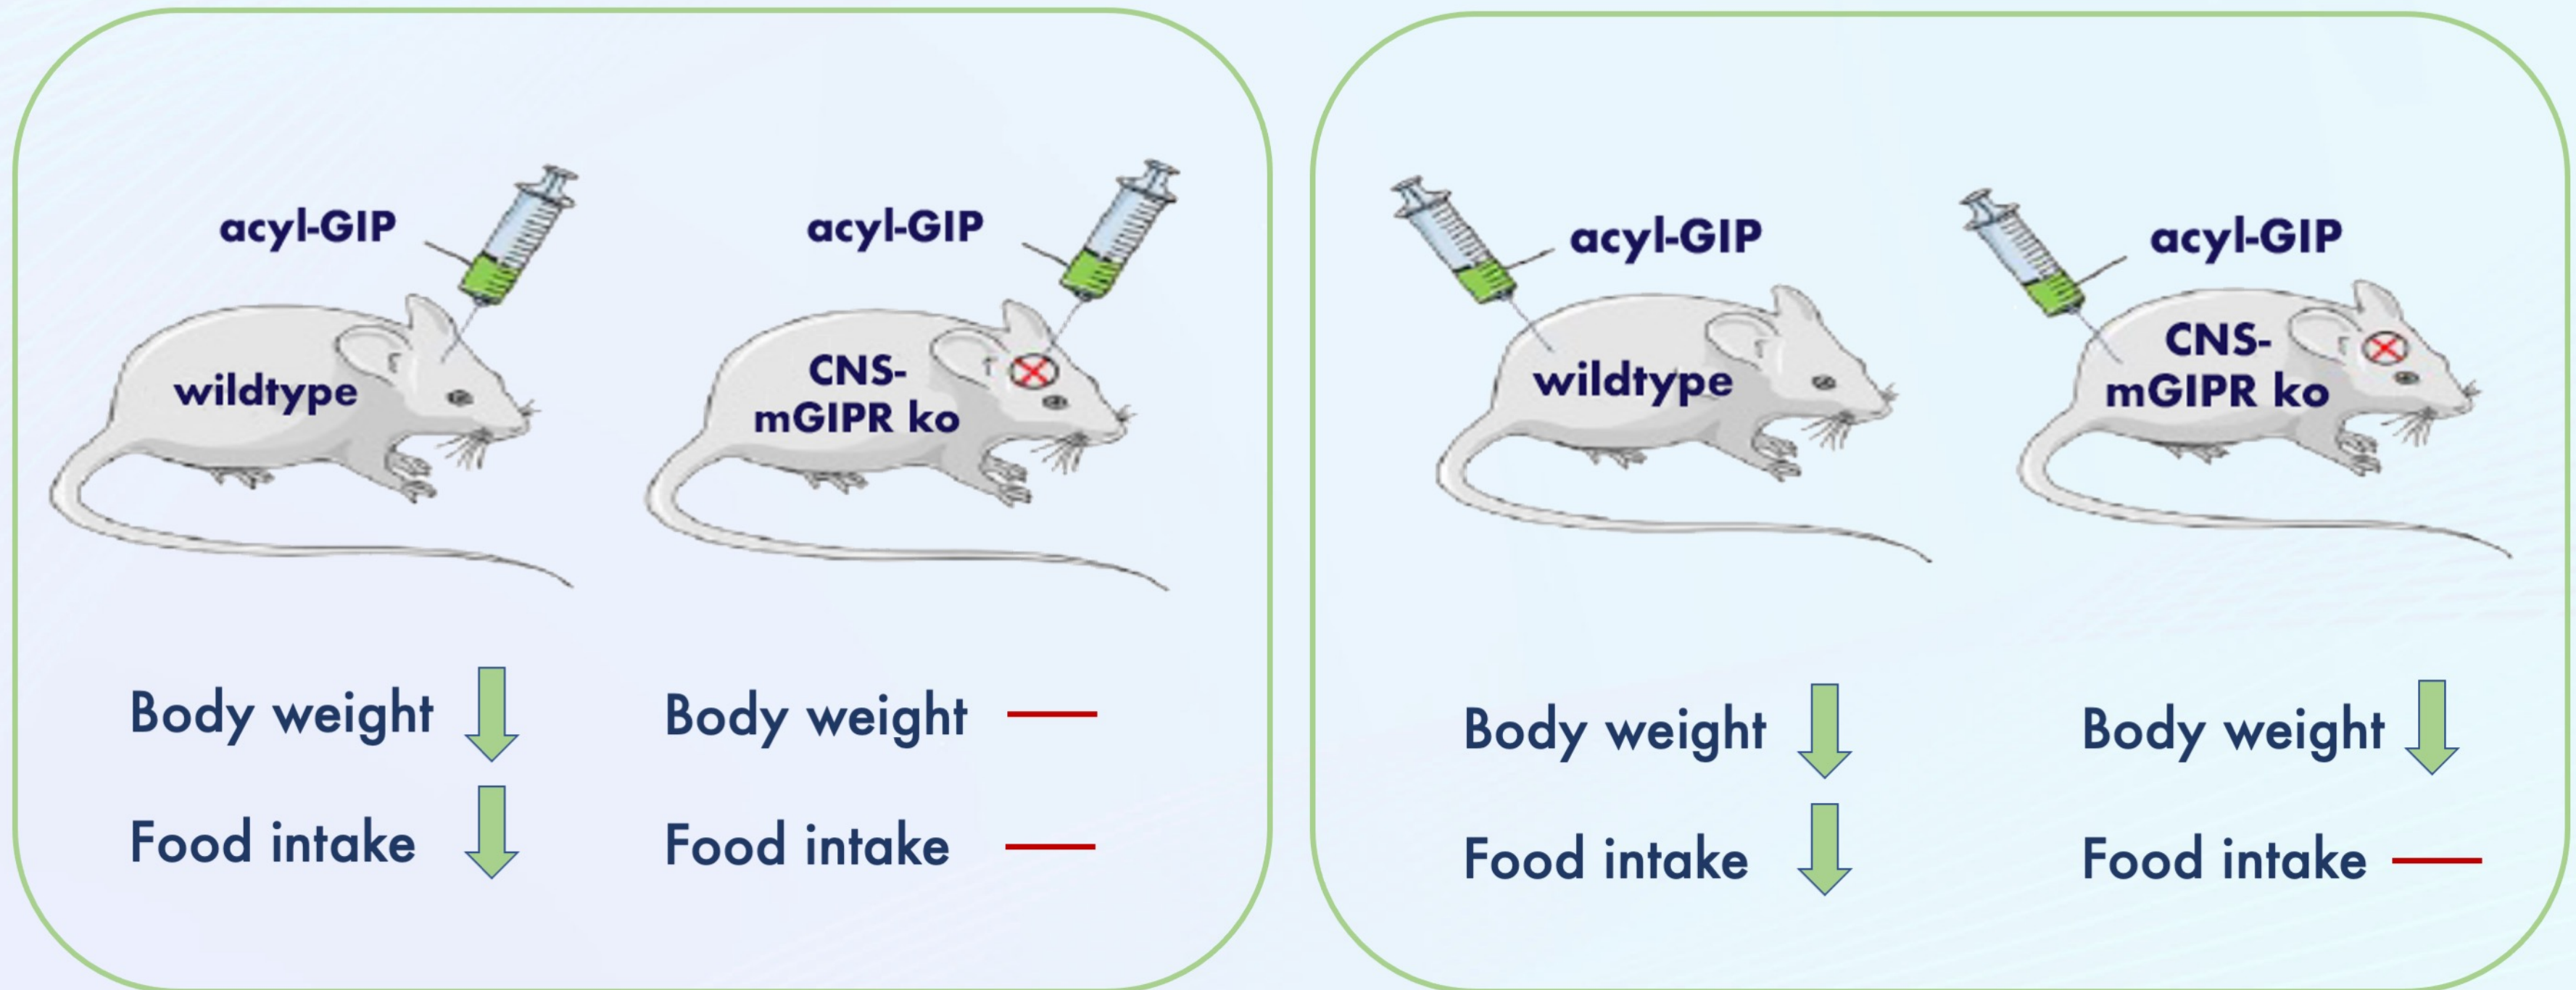 acyl-GIP
wildtype
Body weight
Food intake
acyl-GIP
CNS-
mGIPR ko
Body weight
Food intake
acyl-GIP
wildtype
Body weight
Food intake
acyl-GIP
CNS-
mGIPR ko
Body weight
Food intake